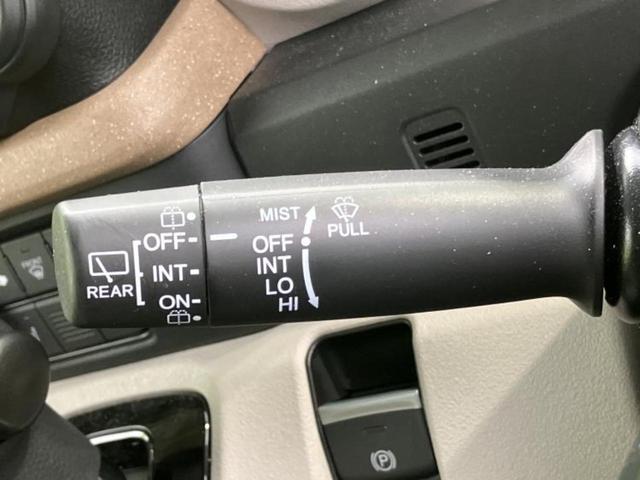 MIST
PULL
OFF
INT
LO
HI
OFF
INT
ON
REAR
P